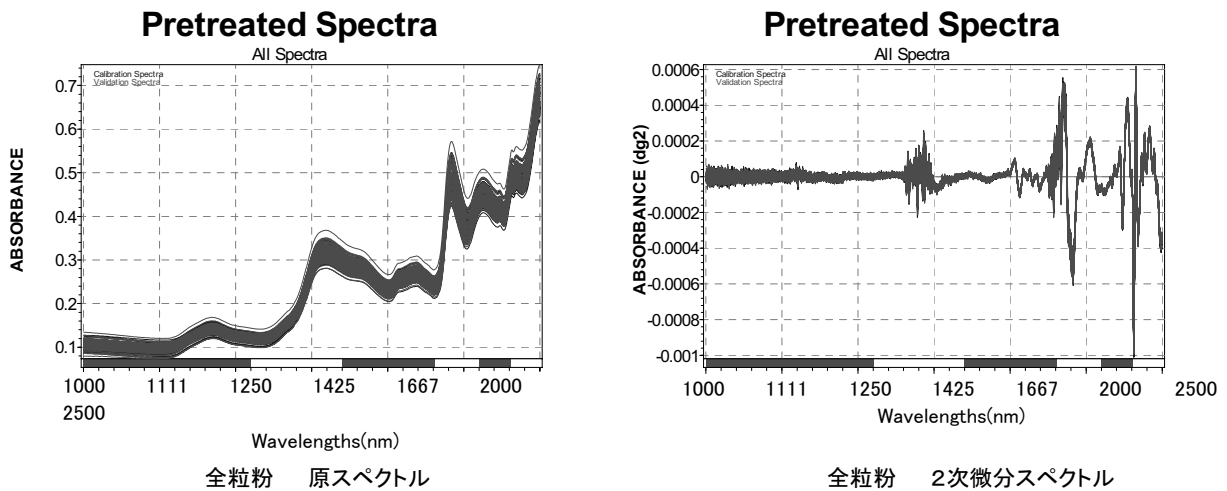 Pretreated Spectra
All Spectra
Calibration Spectra
Validation Spectra
ABSORBANCE
0.7
0.6
0.5
0.4
0.3
0.2
0.1
1000 1111 1250 1425 1667 2000
2500
Wavelengths(nm)
全粒粉 原スペクトル
Pretreated Spectra
All Spectra
Calibration Spectra
Validation Spectra
ABSORBANCE (dg2)
0.0006
0.0004
0.0002
0
-0.0002
-0.0004
-0.0006
-0.0008
-0.001
1000 1111 1250 1425 1667 2000 2500
Wavelengths(nm)
全粒粉 2次微分スペクトル